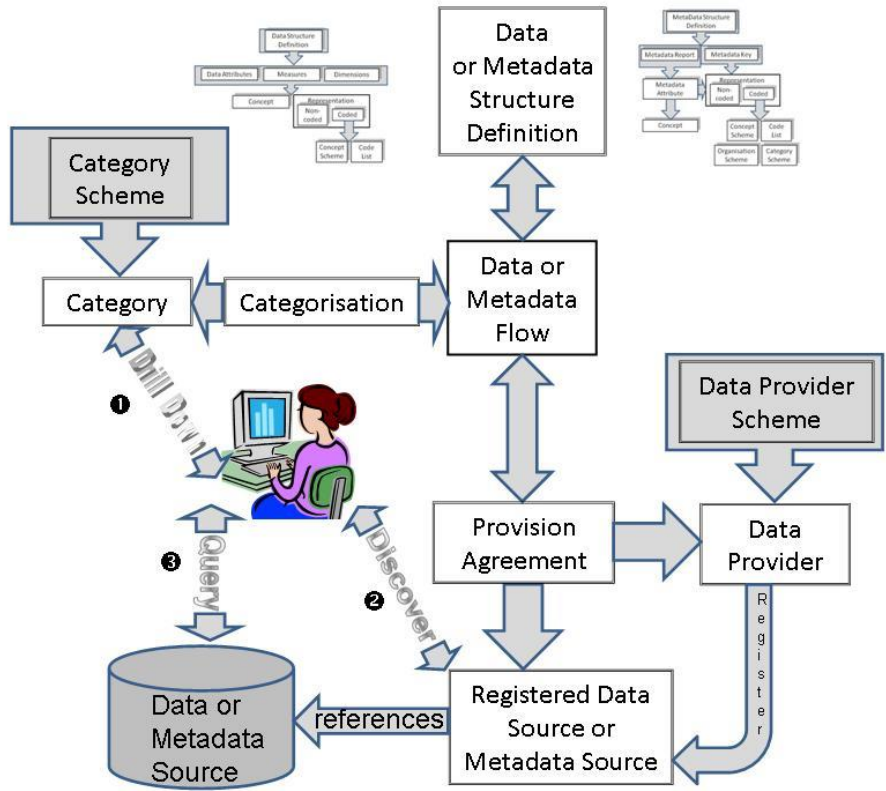 Data Structure
Definition
Data Attributes
Measures
Dimensions
Concept
Representation
Non-
coded
Coded
Concept
Scheme
Code
List
Data
or Metadata
Structure
Definition
MetaData Structure
Definition
Metadata Report
Metadata Key
Metadata
Attribute
Representation
Non-
coded
Coded
Concept
Concept
Scheme
Code
List
Organisation
Scheme
Category
Scheme
Category
Scheme
Category
Categorisation
Data or
Metadata
Flow
❶
Drill Down
Data Provider
Scheme
Provision
Agreement
Data
Provider
❸
Query
❷
Discover
Register
Data or
Metadata
Source
references
Registered Data
Source or
Metadata Source